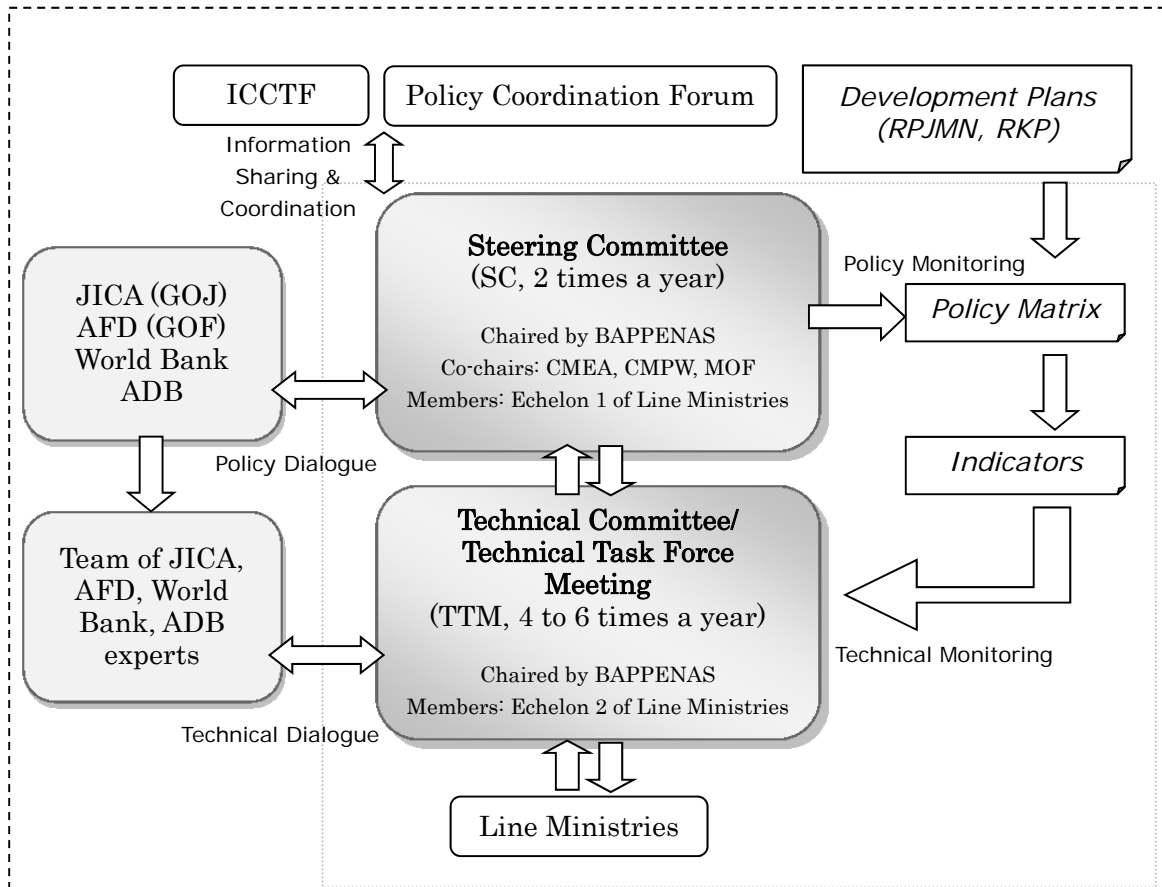 ICCTF
Policy Coordination Forum
Development Plans
(RPJMN, RKP)
Information
Sharing &
Coordination
Steering Committee
(SC, 2 times a year)
Chaired by BAPPENAS
Co-chairs: CMEA, CMPW, MOF
Members: Echelon 1 of Line Ministries
Policy Monitoring
Policy Matrix
JICA (GOJ)
AFD (GOF)
World Bank
ADB
Policy Dialogue
Indicators
Technical Committee/
Technical Task Force
Meeting
(TTM, 4 to 6 times a year)
Chaired by BAPPENAS
Members: Echelon 2 of Line Ministries
Team of JICA,
AFD, World
Bank, ADB
experts
Technical Monitoring
Technical Dialogue
Line Ministries